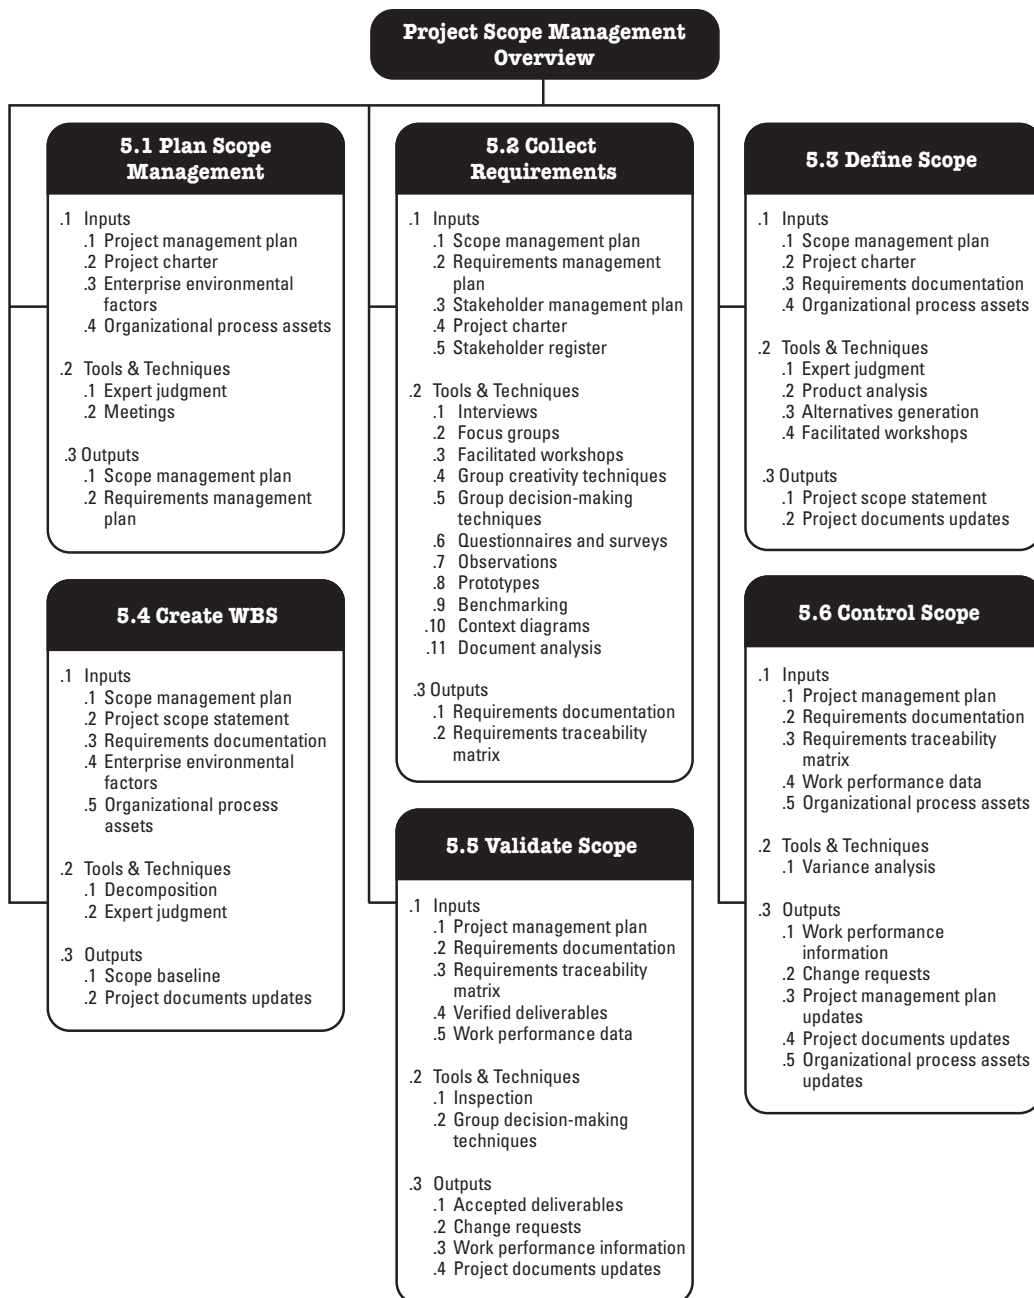 Project Scope Management
Overview
5.1 Plan Scope
Management
.1 Inputs
.1 Project management plan
.2 Project charter
.3 Enterprise environmental
factors
.4 Organizational process assets
.2 Tools & Techniques
.1 Expert judgment
.2 Meetings
.3 Outputs
.1 Scope management plan
.2 Requirements management
plan
5.2 Collect
Requirements
.1 Inputs
.1 Scope management plan
.2 Requirements management
plan
.3 Stakeholder management plan
.4 Project charter
.5 Stakeholder register
.2 Tools & Techniques
.1 Interviews
.2 Focus groups
.3 Facilitated workshops
.4 Group creativity techniques
.5 Group decision-making
techniques
.6 Questionnaires and surveys
.7 Observations
.8 Prototypes
.9 Benchmarking
.10 Context diagrams
.11 Document analysis
.3 Outputs
.1 Requirements documentation
.2 Requirements traceability
matrix
5.3 Define Scope
.1 Inputs
.1 Scope management plan
.2 Project charter
.3 Requirements documentation
.4 Organizational process assets
.2 Tools & Techniques
.1 Expert judgment
.2 Product analysis
.3 Alternatives generation
.4 Facilitated workshops
.3 Outputs
.1 Project scope statement
.2 Project documents updates
5.4 Create WBS
.1 Inputs
.1 Scope management plan
.2 Project scope statement
.3 Requirements documentation
.4 Enterprise environmental
factors
.5 Organizational process
assets
.2 Tools & Techniques
.1 Decomposition
.2 Expert judgment
.3 Outputs
.1 Scope baseline
.2 Project documents updates
5.5 Validate Scope
.1 Inputs
.1 Project management plan
.2 Requirements documentation
.3 Requirements traceability
matrix
.4 Verified deliverables
.5 Work performance data
.2 Tools & Techniques
.1 Inspection
.2 Group decision-making
techniques
.3 Outputs
.1 Accepted deliverables
.2 Change requests
.3 Work performance information
.4 Project documents updates
5.6 Control Scope
.1 Inputs
.1 Project management plan
.2 Requirements documentation
.3 Requirements traceability
matrix
.4 Work performance data
.5 Organizational process assets
.2 Tools & Techniques
.1 Variance analysis
.3 Outputs
.1 Work performance
information
.2 Change requests
.3 Project management plan
updates
.4 Project documents updates
.5 Organizational process assets
updates